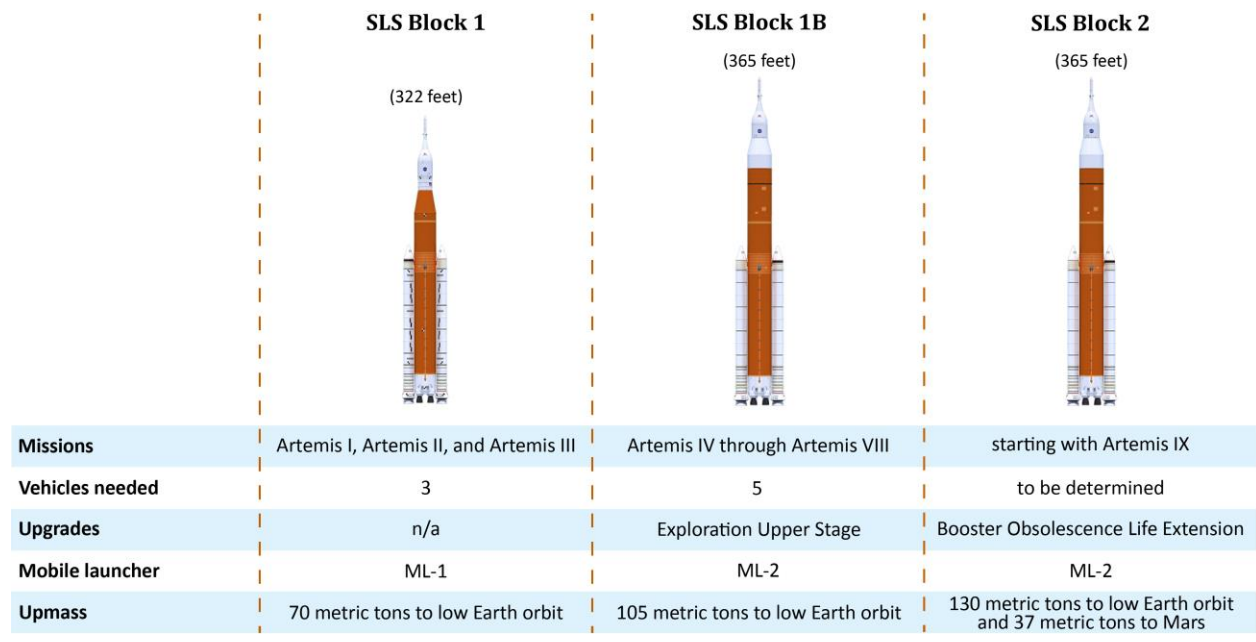 SLS Block 1
SLS Block 1B
SLS Block 2
(322 feet)
(365 feet)
(365 feet)
Missions
Artemis I, Artemis II, and Artemis III
Artemis IV through Artemis VIII
starting with Artemis IX
Vehicles needed
3
5
to be determined
Upgrades
n/a
Exploration Upper Stage
Booster Obsolescence Life Extension
Mobile launcher
ML-1
ML-2
ML-2
Upmass
70 metric tons to low Earth orbit
105 metric tons to low Earth orbit
130 metric tons to low Earth orbit
and 37 metric tons to Mars